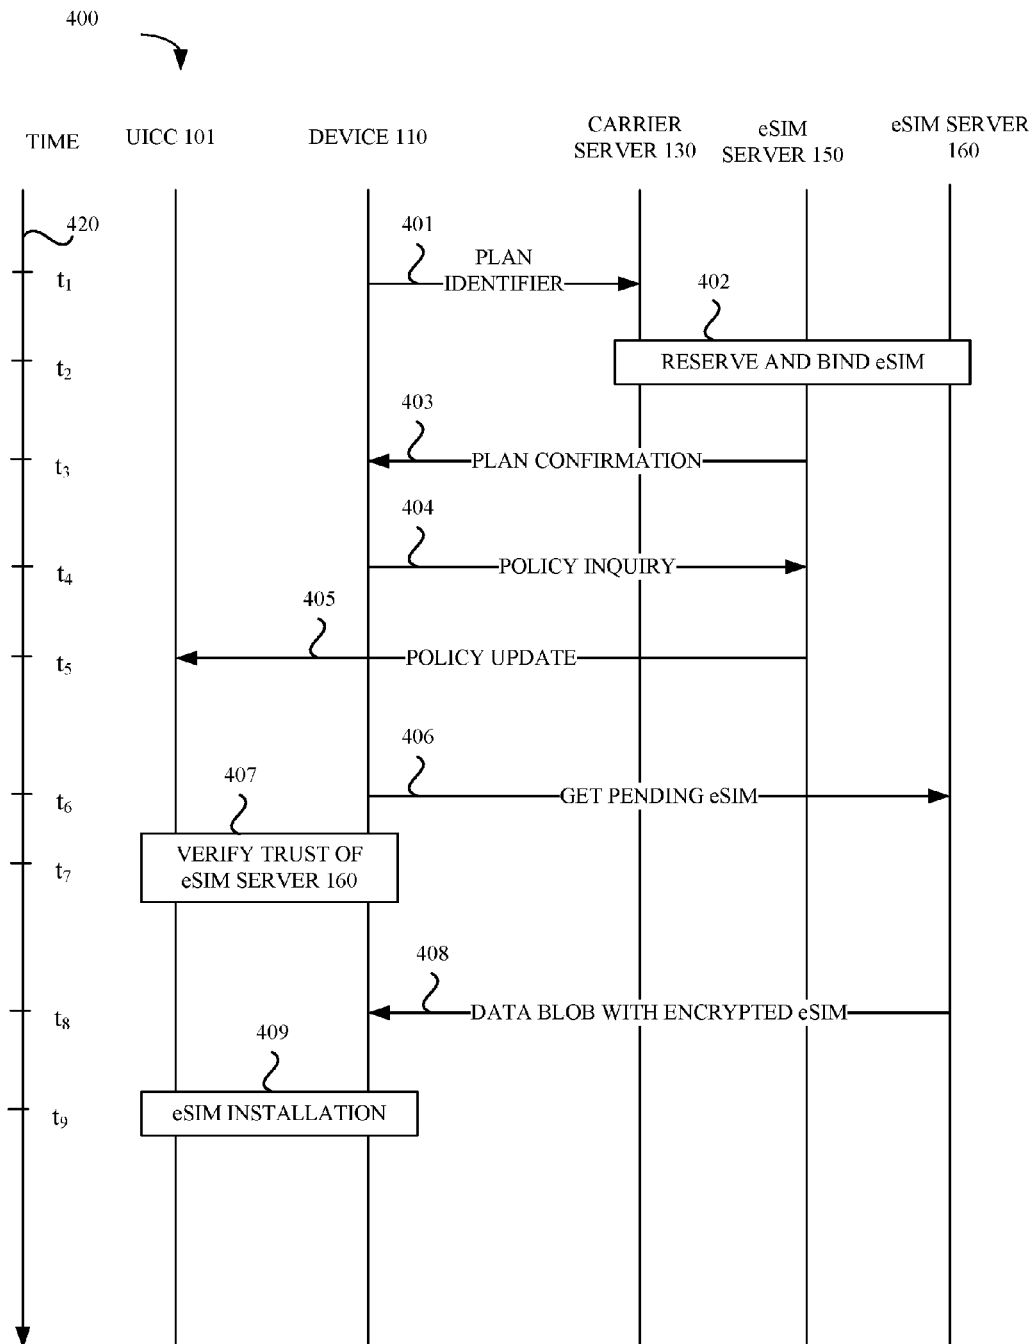 400
TIME
UICC 101
DEVICE 110
CARRIER
SERVER 130
eSIM
SERVER 150
eSIM SERVER
160
420
401
PLAN
IDENTIFIER
t1
402
RESERVE AND BIND eSIM
t2
403
PLAN CONFIRMATION
t3
404
POLICY INQUIRY
t4
405
POLICY UPDATE
t5
406
GET PENDING eSIM
t6
407
VERIFY TRUST OF
eSIM SERVER 160
t7
408
DATA BLOB WITH ENCRYPTED eSIM
t8
409
eSIM INSTALLATION
t9